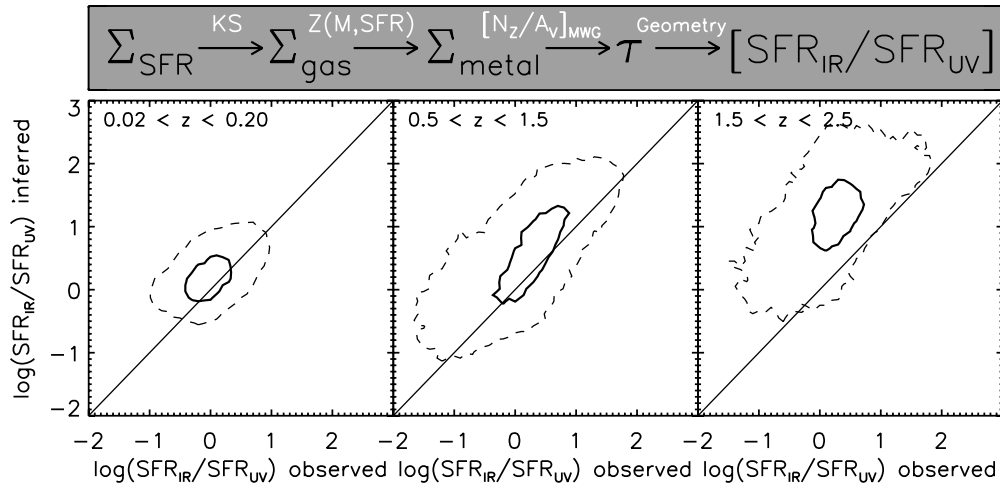 KS Z(M,SFR) [N_Z/A_V]_MWG Geometry
Σ_SFR → Σ_gas → Σ_metal → τ → [SFR_IR/SFR_UV]
0.02 < z < 0.20
0.5 < z < 1.5
1.5 < z < 2.5
log(SFR_IR/SFR_UV) inferred
3
2
1
0
−1
−2
−2 −1 0 1 2
−2 −1 0 1 2
−2 −1 0 1 2
log(SFR_IR/SFR_UV) observed
log(SFR_IR/SFR_UV) observed
log(SFR_IR/SFR_UV) observed